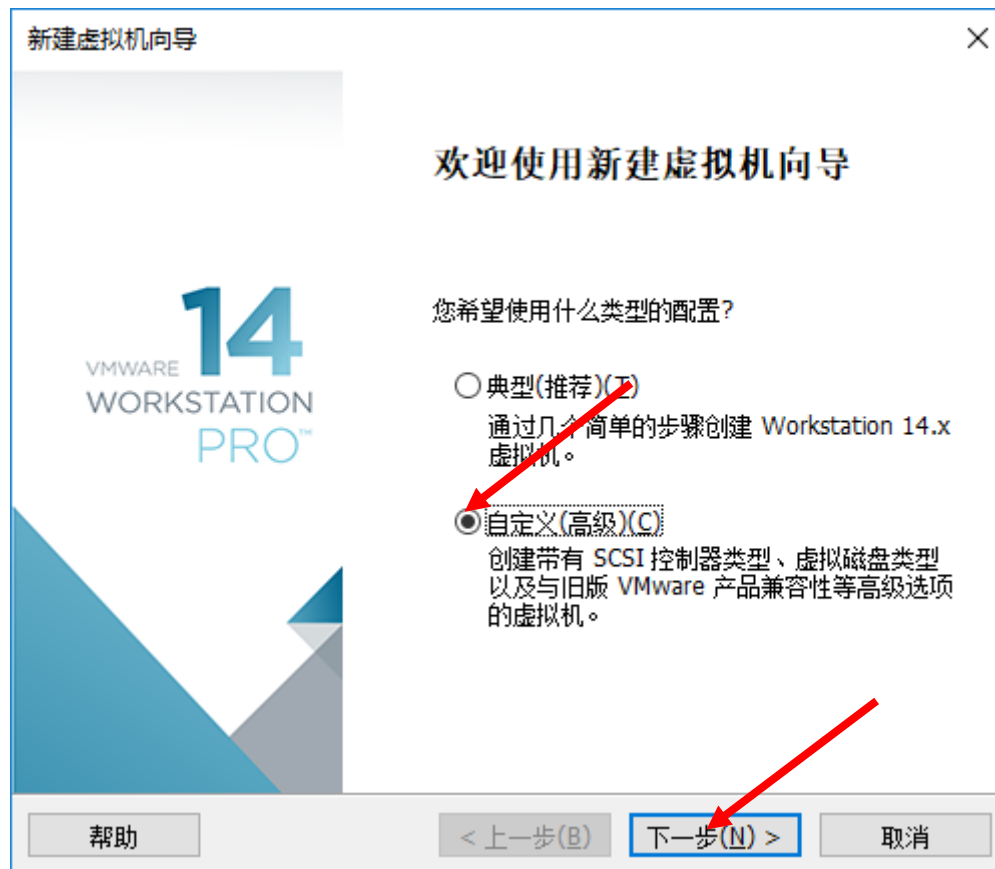 新建虚拟机向导
欢迎使用新建虚拟机向导
14
VMWARE
WORKSTATION
PRO™
您希望使用什么类型的配置?
典型(推荐)(T)
通过几个简单的步骤创建 Workstation 14.x
虚拟机。
自定义(高级)(C)
创建带有 SCSI 控制器类型、虚拟磁盘类型
以及与旧版 VMware 产品兼容性等高级选项
的虚拟机。
帮助
< 上一步(B)
下一步(N) >
取消